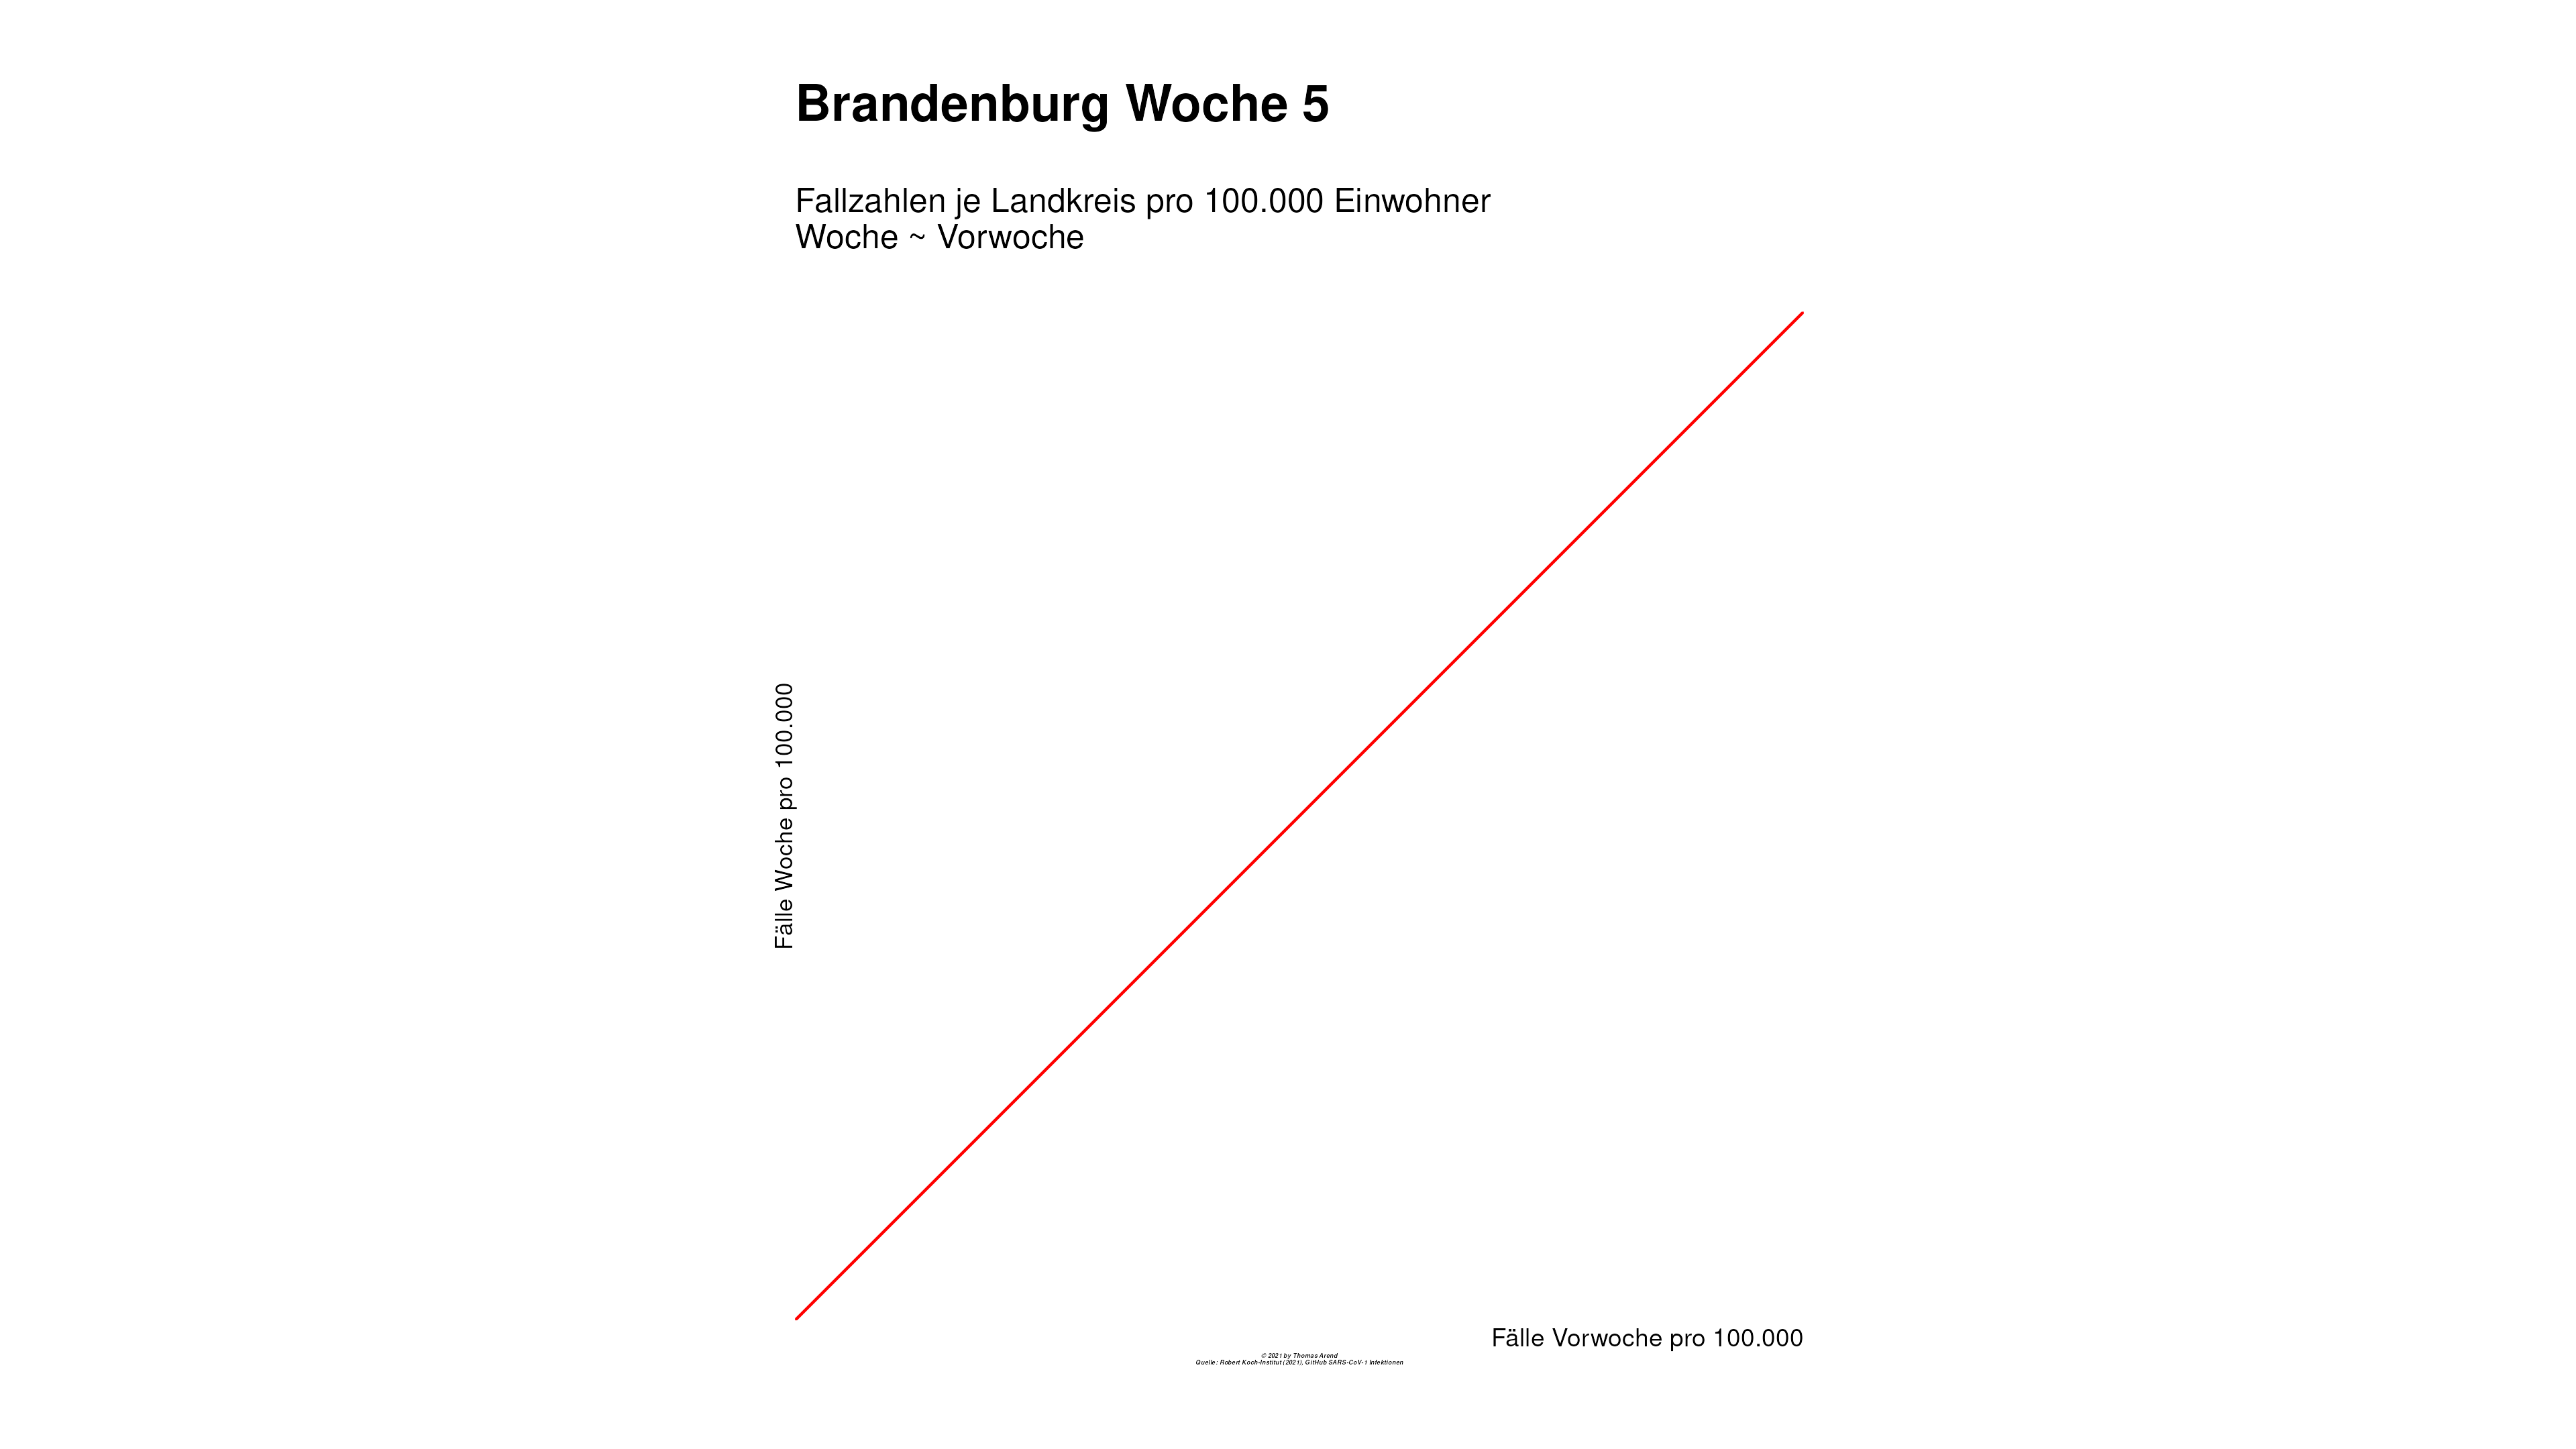 Brandenburg Woche 5
Fallzahlen je Landkreis pro 100.000 Einwohner
Woche ~ Vorwoche
Fälle Woche pro 100.000
Fälle Vorwoche pro 100.000
© 2021 by Thomas Arend
Quelle: Robert Koch-Institut (2021), GitHub SARS-CoV-1 Infektionen